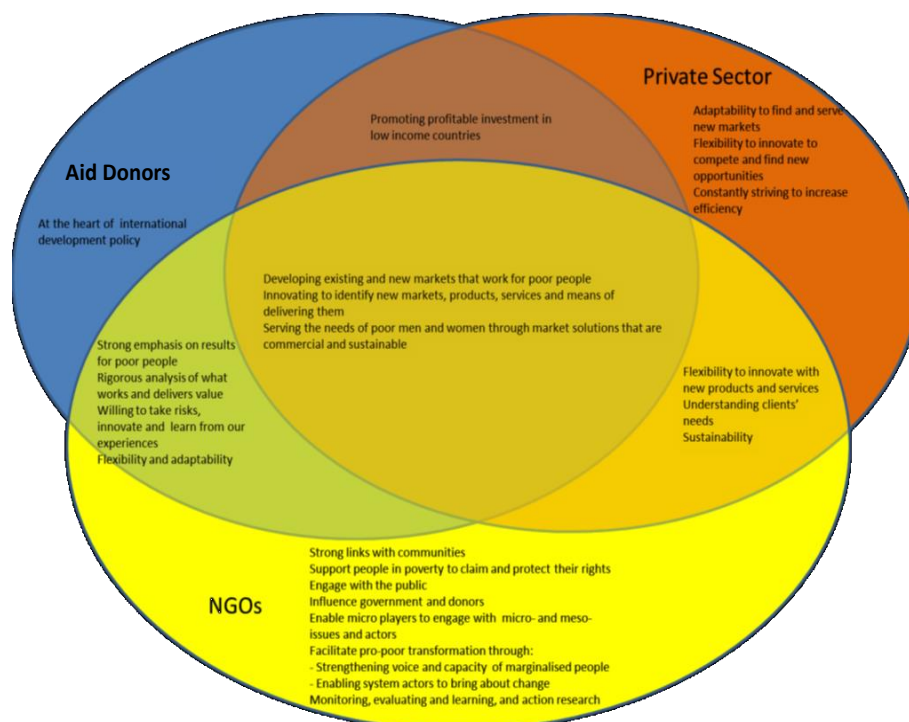 Private Sector
Adaptability to find and serve
new markets
Flexibility to innovate to
compete and find new
opportunities
Constantly striving to increase
efficiency
Promoting profitable investment in
low income countries
Aid Donors
At the heart of international
development policy
Developing existing and new markets that work for poor people
Innovating to identify new markets, products, services and means of
delivering them
Serving the needs of poor men and women through market solutions that are
commercial and sustainable
Strong emphasis on results
for poor people
Rigorous analysis of what
works and delivers value
Willing to take risks,
innovate and learn from our
experiences
Flexibility and adaptability
Flexibility to innovate with
new products and services
Understanding clients'
needs
Sustainability
NGOs
Strong links with communities
Support people in poverty to claim and protect their rights
Engage with the public
Influence government and donors
Enable micro players to engage with micro- and meso-
issues and actors
Facilitate pro-poor transformation through:
- Strengthening voice and capacity of marginalised people
- Enabling system actors to bring about change
Monitoring, evaluating and learning, and action research